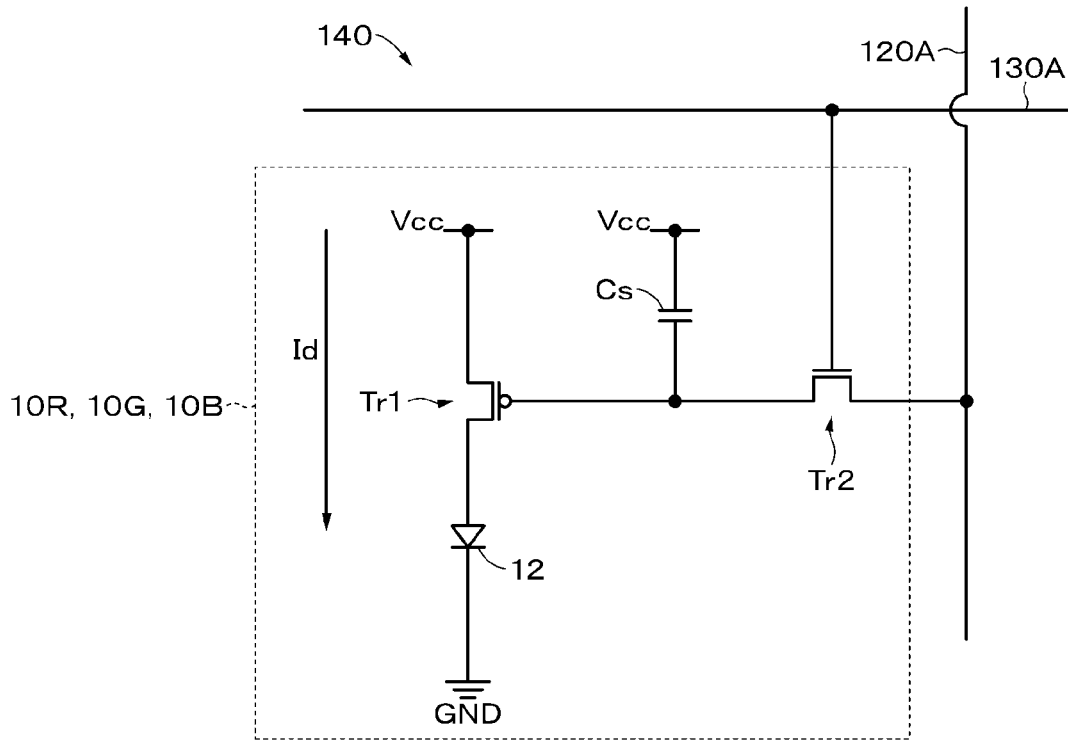 140
120A
130A
Vcc
Vcc
Cs
Id
Tr1
10R, 10G, 10B
Tr2
12
GND